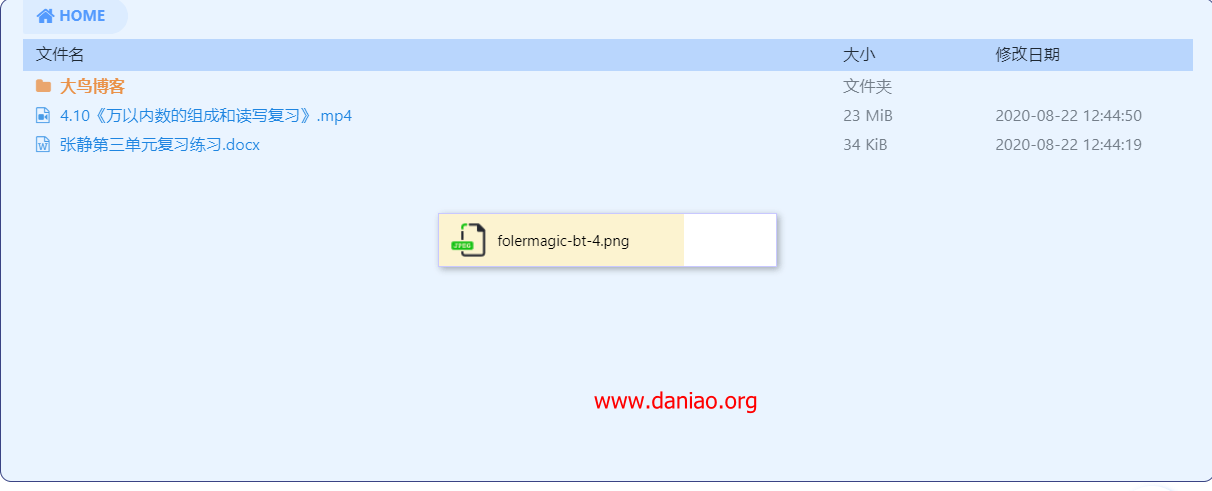 HOME
文件名 大小 修改日期
大鸟博客 文件夹
4.10《万以内数的组成和读写复习》.mp4 23 MiB 2020-08-22 12:44:50
张静第三单元复习练习.docx 34 KiB 2020-08-22 12:44:19
JPEG folermagic-bt-4.png
www.daniao.org